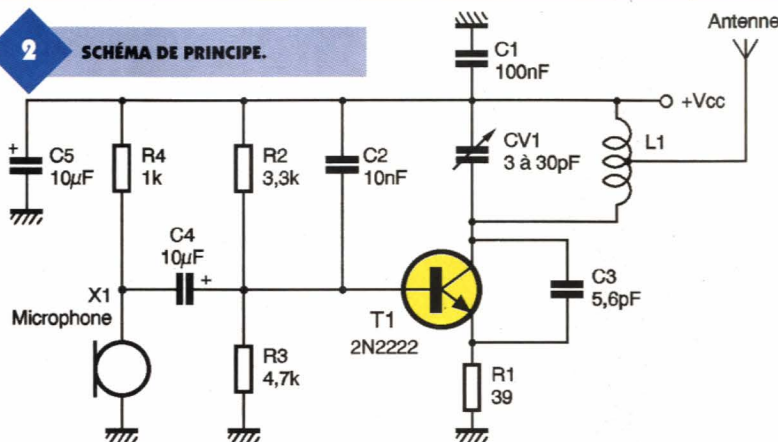 2
SCHÉMA DE PRINCIPE.
C1
100nF
Antenne
+Vcc
+
C5
10µF
R4
1k
R2
3,3k
C2
10nF
CV1
3 à 30pF
L1
C4
10µF
+
X1
Microphone
T1
2N2222
C3
5,6pF
R3
4,7k
R1
39